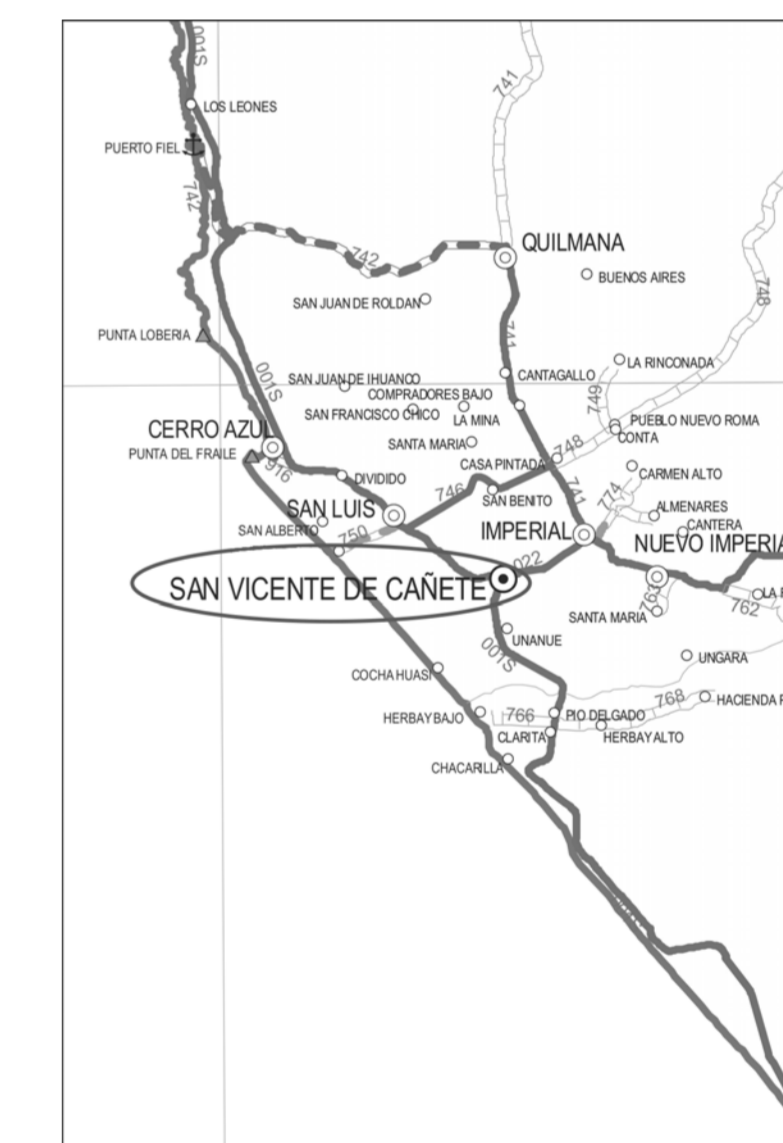 001S
741
LOS LEONES
PUERTO FIEL
742
QUILMANA
742
BUENOS AIRES
748
SAN JUAN DE ROLDAN
PUNTA LOBERIA
741
LA RINCONADA
001S
SAN JUAN DE IHUANCO
CANTAGALLO
COMPRADORES BAJO
749
SAN FRANCISCO CHICO
LA MINA
PUEBLO NUEVO ROMA
CERRO AZUL
CONTA
SANTA MARIA
748
PUNTA DEL FRAILE
CASA PINTADA
916
CARMEN ALTO
DIVIDIDO
746
741
774
SAN BENITO
SAN LUIS
ALMENARES
SAN ALBERTO
750
IMPERIAL
CANTERA
NUEVO IMPERIA
022
SAN VICENTE DE CAÑETE
763
LA
762
SANTA MARIA
UNANUE
001S
UNGARA
COCHAHUASI
768
HACIENDA
HERBAY BAJO
766
PIO DELGADO
CLARITA
HERBAY ALTO
CHACARILLA